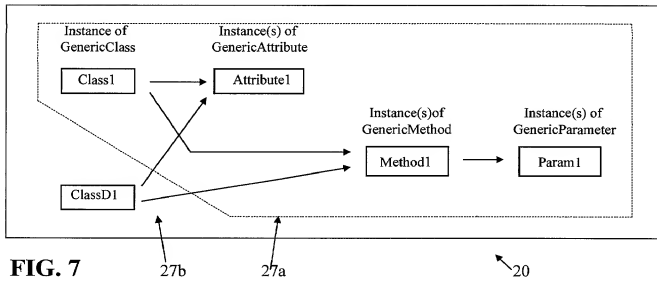 Instance of
GenericClass
Instance(s) of
GenericAttribute
Class1
Attribute1
Instance(s)of
GenericMethod
Instance(s) of
GenericParameter
Method1
Param1
ClassD1
FIG. 7
27b
27a
20